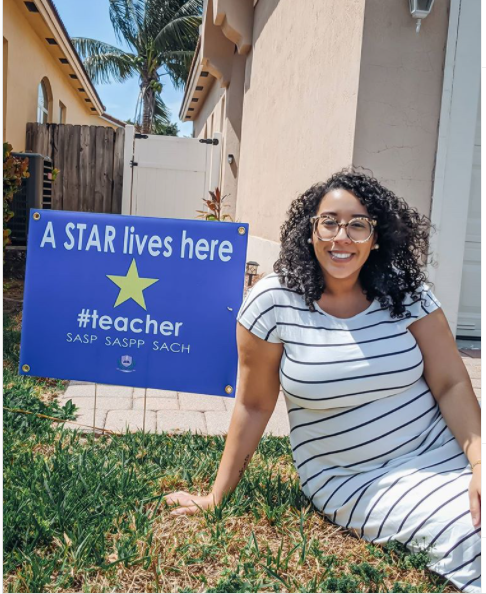 A STAR lives here
#teacher
SASP SASPP SACH